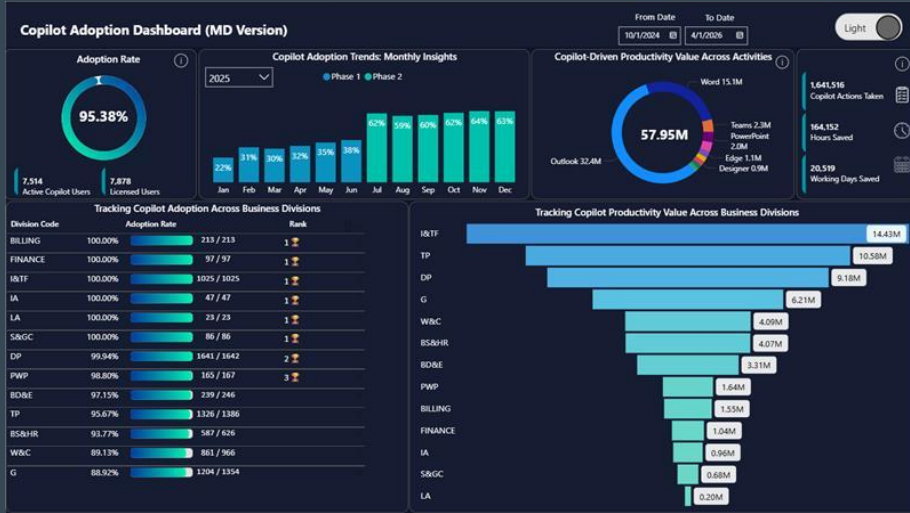 Copilot Adoption Dashboard (MD Version)
From Date
To Date
10/1/2024
4/1/2026
Light
Adoption Rate
95.38%
7,514
Active Copilot Users
7,878
Licensed Users
Copilot Adoption Trends: Monthly Insights
2025
Phase 1 Phase 2
22% 31% 30% 32% 35% 38% 62% 59% 60% 62% 64% 63%
Jan Feb Mar Apr May Jun Jul Aug Sep Oct Nov Dec
Copilot-Driven Productivity Value Across Activities
Word 15.1M
Teams 2.3M
PowerPoint
2.0M
Edge 1.1M
Designer 0.9M
Outlook 32.4M
57.95M
1,641,516
Copilot Actions Taken
164,152
Hours Saved
20,519
Working Days Saved
Tracking Copilot Adoption Across Business Divisions
Division Code Adoption Rate Rank
BILLING 100.00% 213 / 213 1
FINANCE 100.00% 97 / 97 1
I&TF 100.00% 1025 / 1025 1
IA 100.00% 47 / 47 1
LA 100.00% 23 / 23 1
S&GC 100.00% 86 / 86 1
DP 99.94% 1641 / 1642 2
PWP 98.80% 165 / 167 3
BD&E 97.15% 239 / 246
TP 95.67% 1326 / 1386
BS&HR 93.77% 587 / 626
W&C 89.13% 861 / 966
G 88.92% 1204 / 1354
Tracking Copilot Productivity Value Across Business Divisions
I&TF 14.43M
TP 10.58M
DP 9.18M
G 6.21M
W&C 4.09M
BS&HR 4.07M
BD&E 3.31M
PWP 1.64M
BILLING 1.55M
FINANCE 1.04M
IA 0.96M
S&GC 0.68M
LA 0.20M